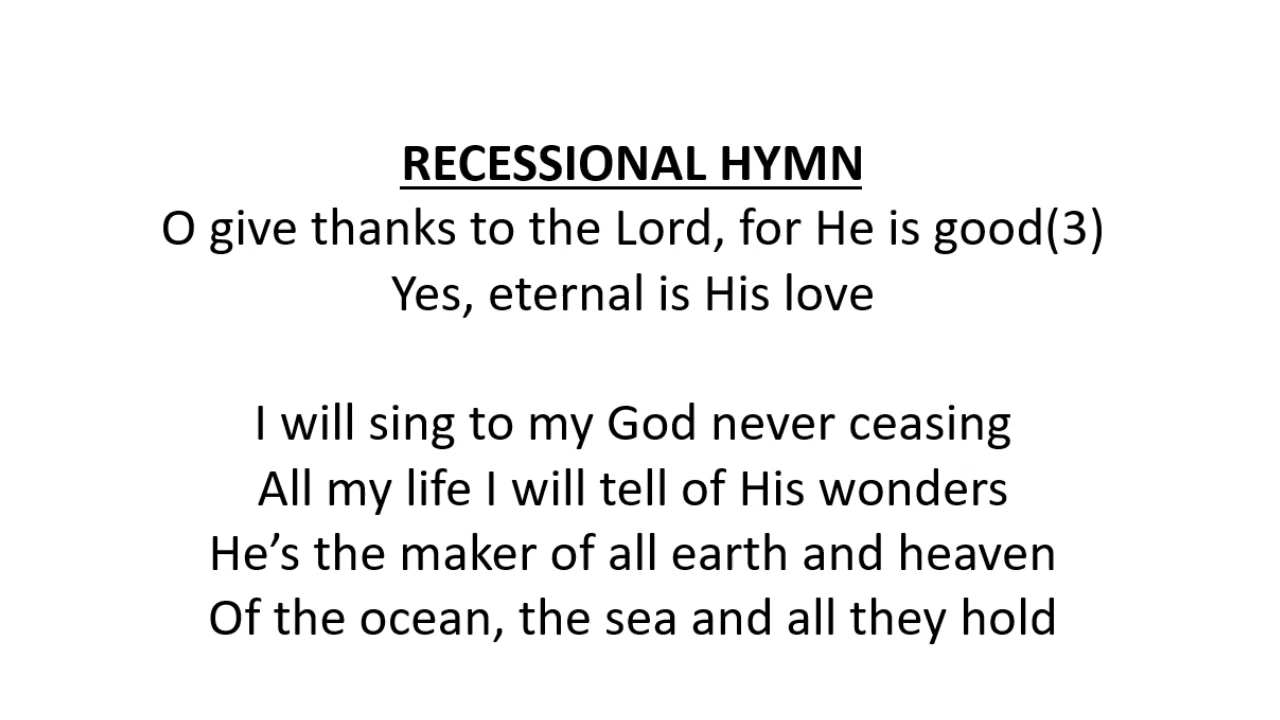 RECESSIONAL HYMN
O give thanks to the Lord, for He is good(3)
Yes, eternal is His love
I will sing to my God never ceasing
All my life I will tell of His wonders
He’s the maker of all earth and heaven
Of the ocean, the sea and all they hold